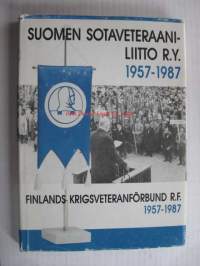 SUOMEN SOTAVETERAANI-
LIITTO R.Y.
1957-1987
FINLANDS KRIGSVETERANFÖRBUND R.F.
1957-1987